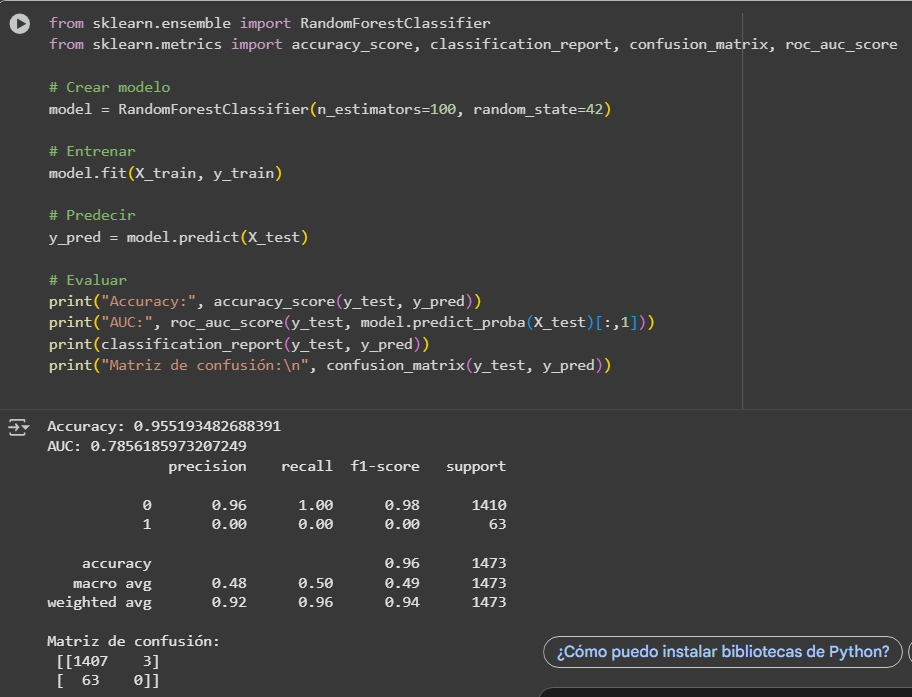 from sklearn.ensemble import RandomForestClassifier
from sklearn.metrics import accuracy_score, classification_report, confusion_matrix, roc_auc_score
# Crear modelo
model = RandomForestClassifier(n_estimators=100, random_state=42)
# Entrenar
model.fit(X_train, y_train)
# Predecir
y_pred = model.predict(X_test)
# Evaluar
print("Accuracy:", accuracy_score(y_test, y_pred))
print("AUC:", roc_auc_score(y_test, model.predict_proba(X_test)[:,1]))
print(classification_report(y_test, y_pred))
print("Matriz de confusión:\n", confusion_matrix(y_test, y_pred))
Accuracy: 0.955193482688391
AUC: 0.7856185973207249
precision recall f1-score support
0 0.96 1.00 0.98 1410
1 0.00 0.00 0.00 63
accuracy 0.96 1473
macro avg 0.48 0.50 0.49 1473
weighted avg 0.92 0.96 0.94 1473
Matriz de confusión:
[[1407 3]
[ 63 0]]
¿Cómo puedo instalar bibliotecas de Python?